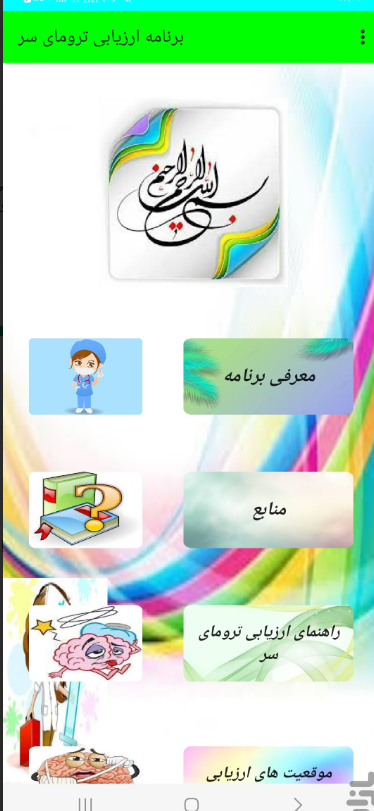 برنامه ارزیابی ترومای سر
بسم الله الرحمن الرحیم
معرفی برنامه
منابع
راهنمای ارزیابی ترومای
سر
موقعیت های ارزیابی